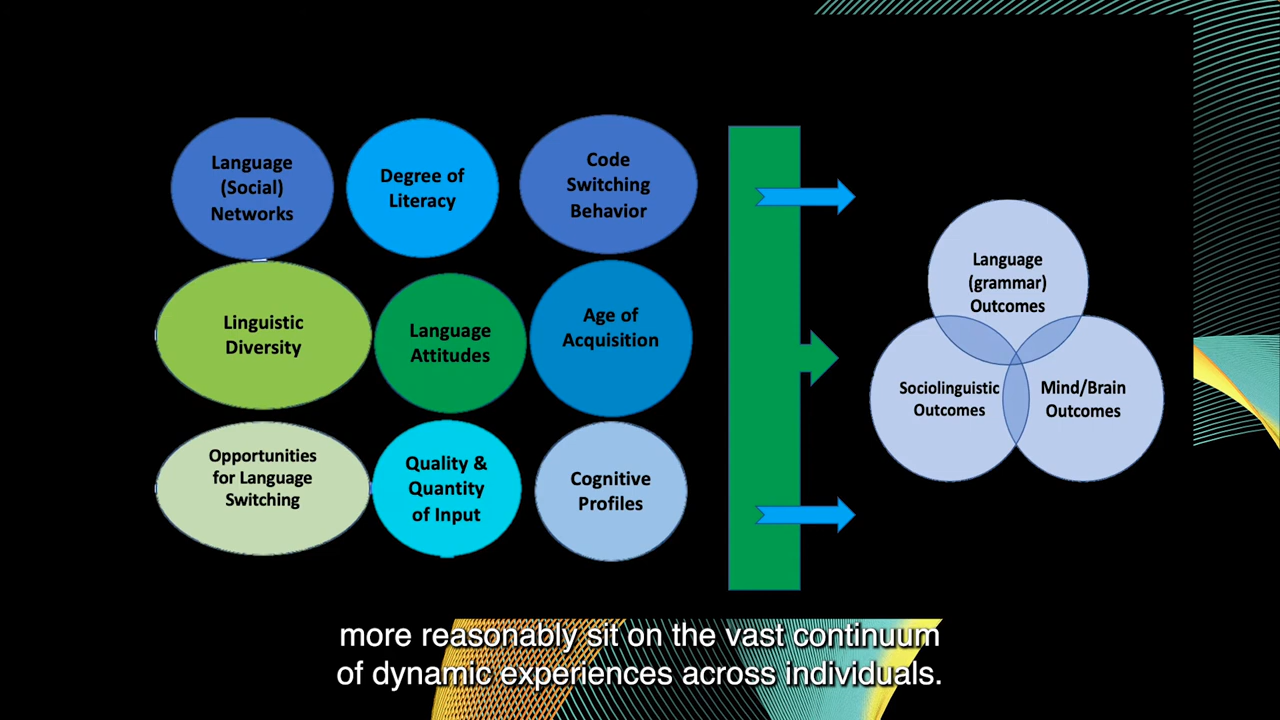 Language
(Social)
Networks
Degree of
Literacy
Code
Switching
Behavior
Linguistic
Diversity
Language
Attitudes
Age of
Acquisition
Opportunities
for Language
Switching
Quality &
Quantity
of Input
Cognitive
Profiles
Language
(grammar)
Outcomes
Sociolinguistic
Outcomes
Mind/Brain
Outcomes
more reasonably sit on the vast continuum
of dynamic experiences across individuals.